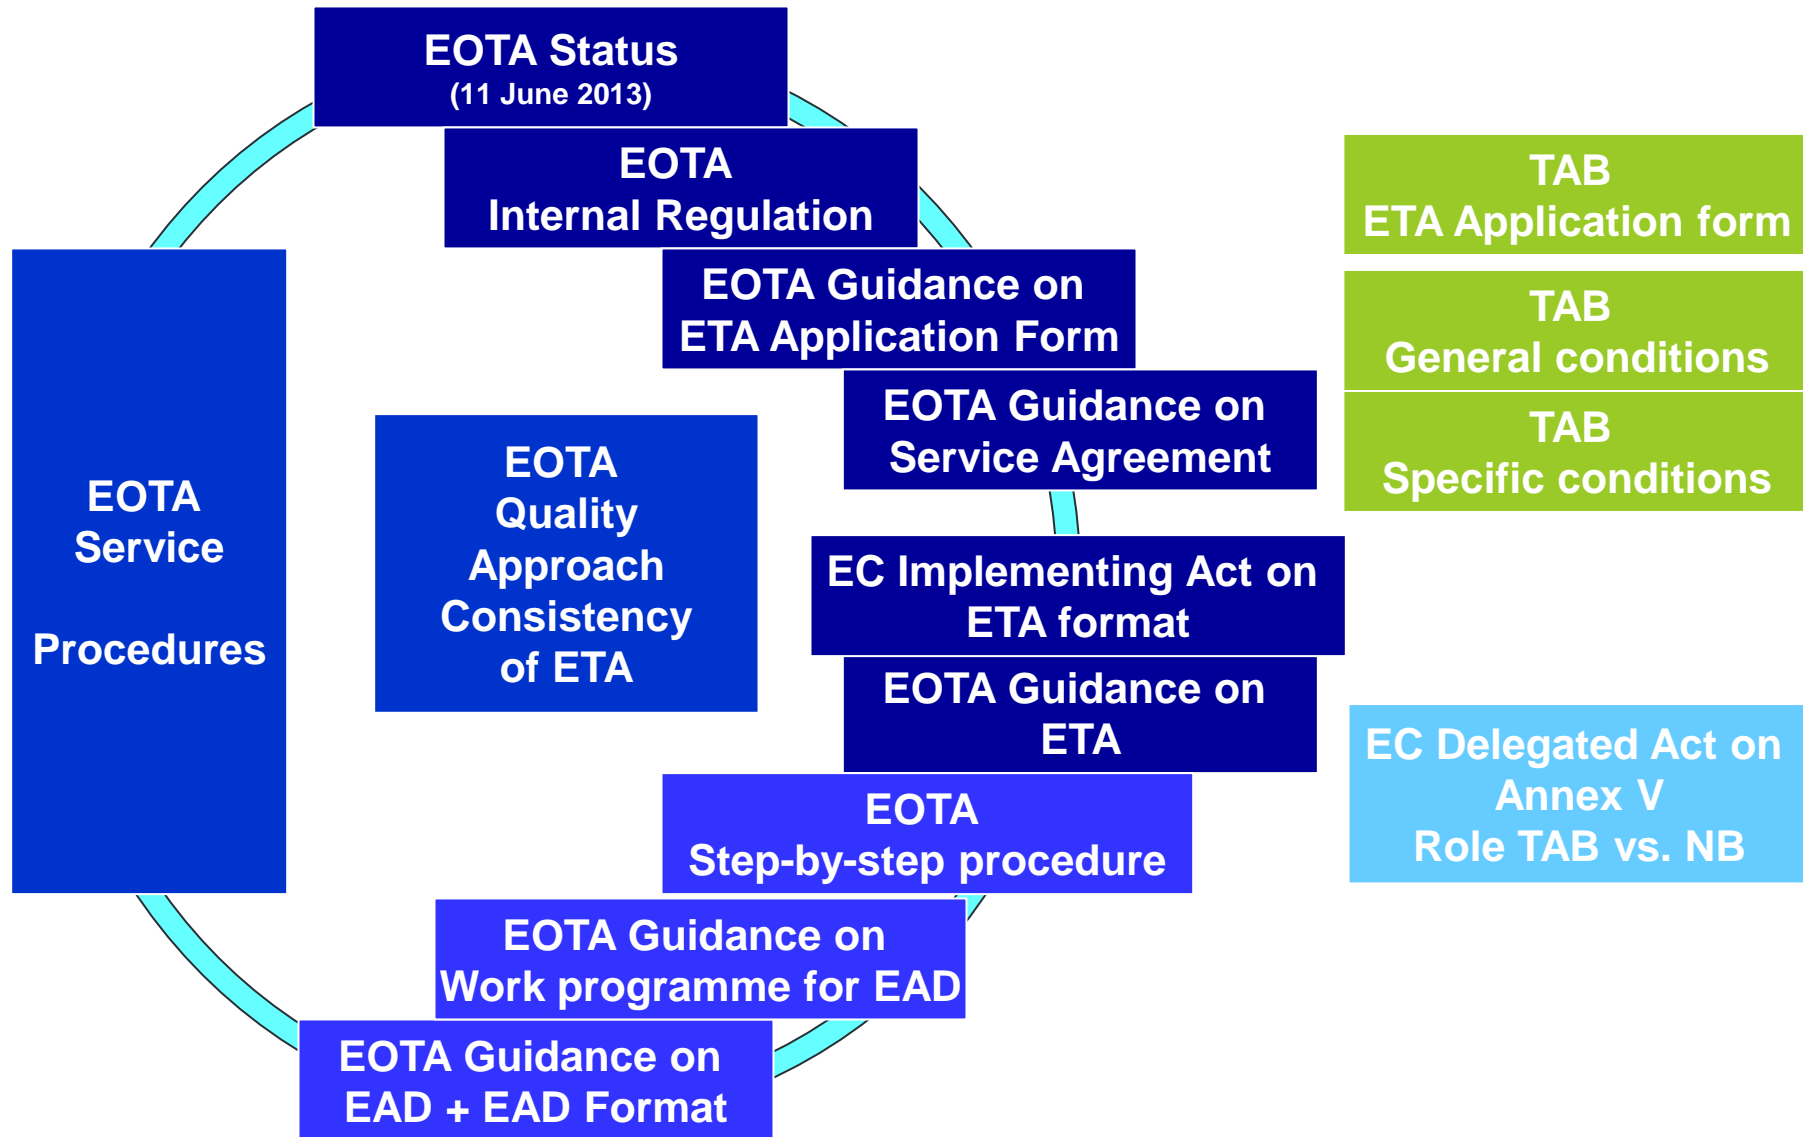 EOTA Status
(11 June 2013)
EOTA
Internal Regulation
EOTA Guidance on
ETA Application Form
EOTA Guidance on
Service Agreement
EC Implementing Act on
ETA format
EOTA Guidance on
ETA
EOTA
Step-by-step procedure
EOTA Guidance on
Work programme for EAD
EOTA Guidance on
EAD + EAD Format
EOTA
Service
Procedures
EOTA
Quality
Approach
Consistency
of ETA
TAB
ETA Application form
TAB
General conditions
TAB
Specific conditions
EC Delegated Act on
Annex V
Role TAB vs. NB